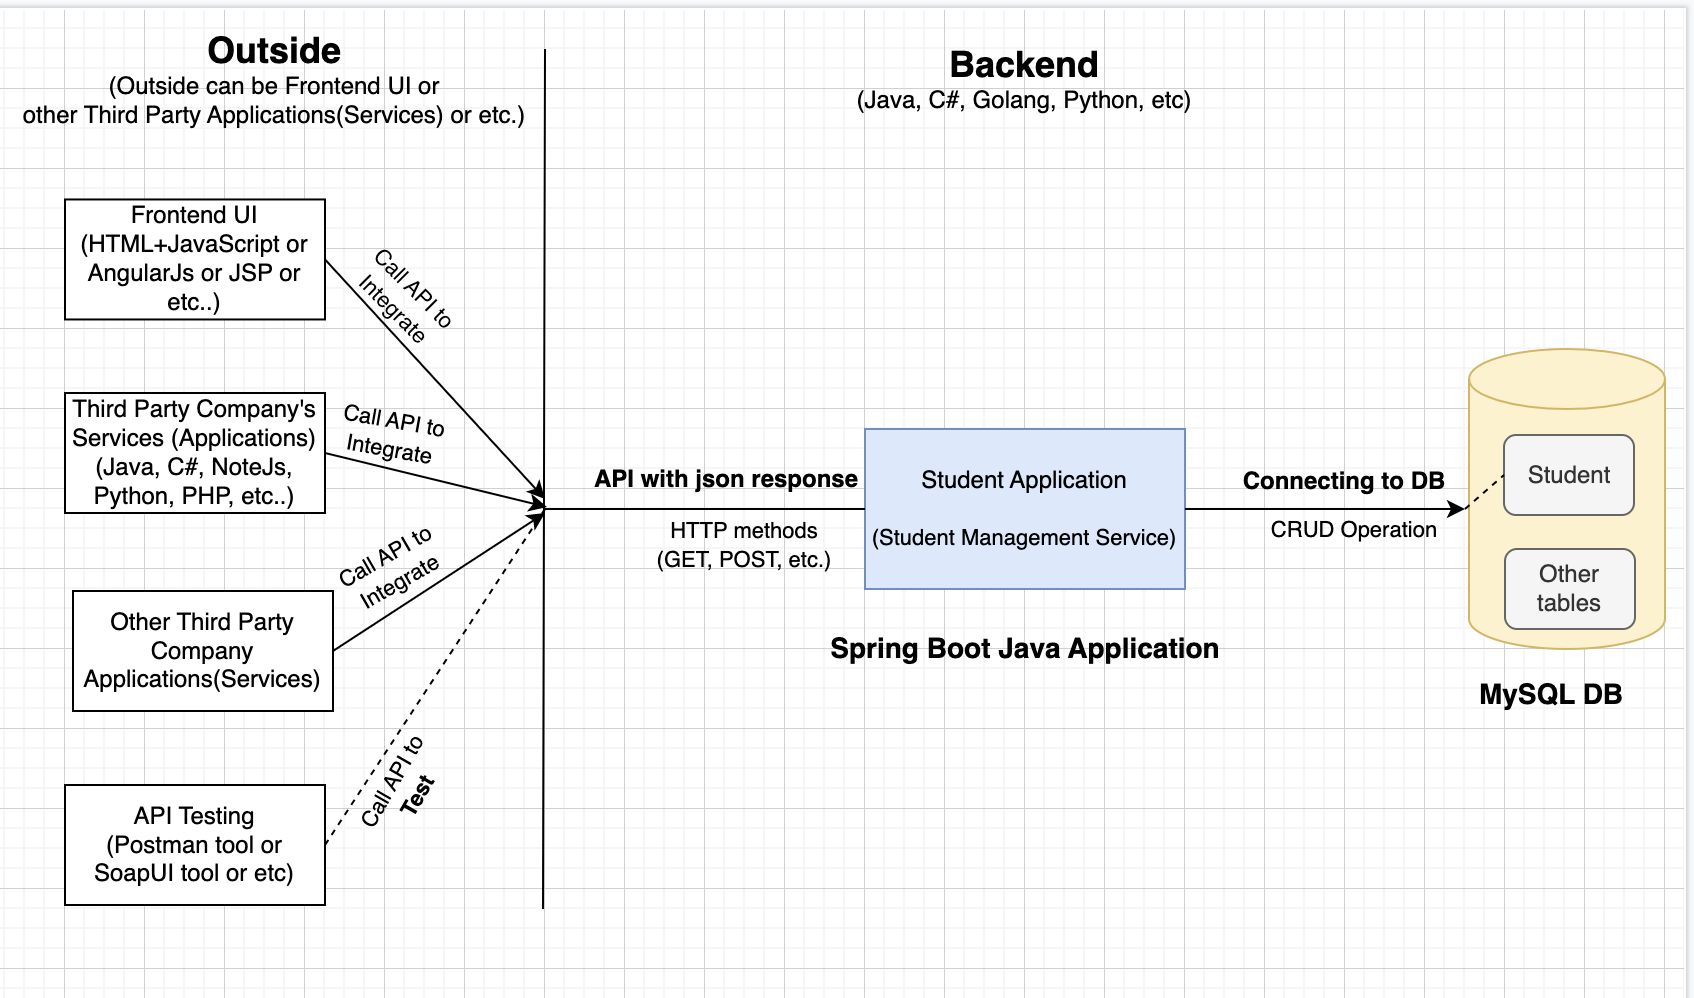 Outside
(Outside can be Frontend UI or
other Third Party Applications(Services) or etc.)
Backend
(Java, C#, Golang, Python, etc)
Frontend UI
(HTML+JavaScript or
AngularJs or JSP or
etc..)
Call API to
Integrate
Third Party Company's
Services (Applications)
(Java, C#, NoteJs,
Python, PHP, etc..)
Call API to
Integrate
Other Third Party
Company
Applications(Services)
Call API to
Integrate
API Testing
(Postman tool or
SoapUI tool or etc)
Call API to
Test
API with json response
HTTP methods
(GET, POST, etc.)
Student Application
(Student Management Service)
Spring Boot Java Application
Connecting to DB
CRUD Operation
Student
Other
tables
MySQL DB